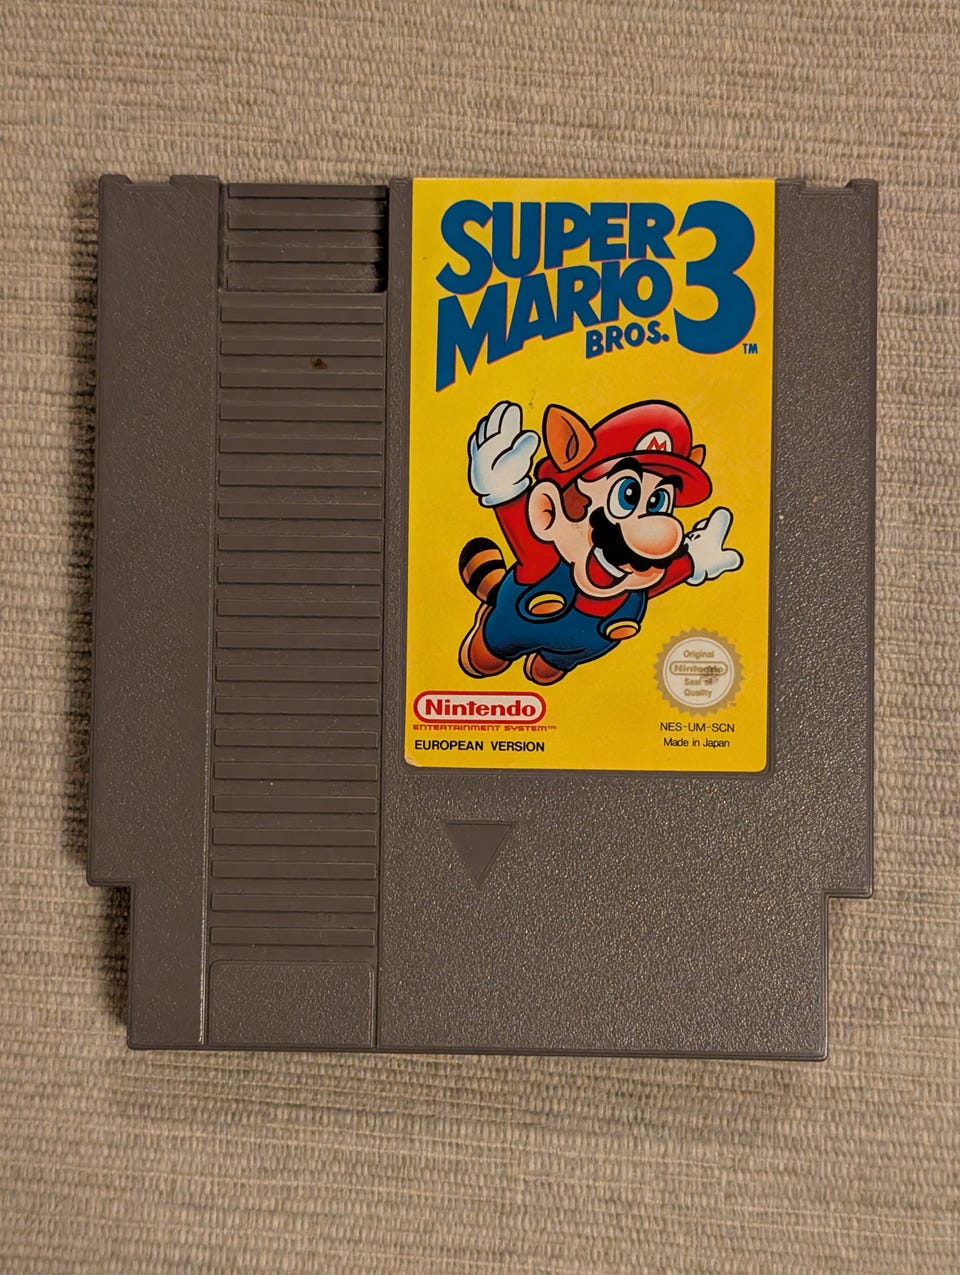 SUPER
MARIO 3
BROS. TM
M
Original
Nintendo
Seal of
Quality
Nintendo
ENTERTAINMENT SYSTEM™
EUROPEAN VERSION
NES-UM-SCN
Made in Japan